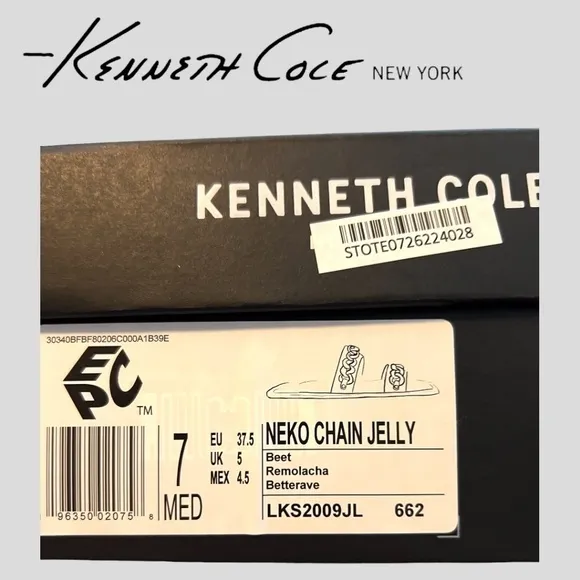 KENNETH COLE NEW YORK
KENNETH COLE
STOTE0726224028
30340BFBF80206C000A1B39E
EPC
TM
7
MED
EU 37.5
UK 5
MEX 4.5
NEKO CHAIN JELLY
Beet
Remolacha
Betterave
LKS2009JL 662
96350 02075 8